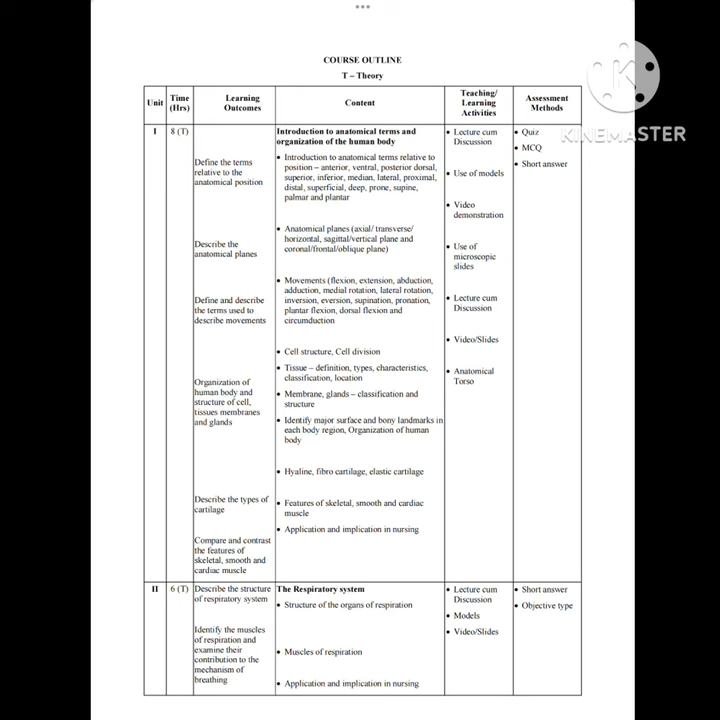 COURSE OUTLINE
T – Theory
Unit
Time
(Hrs)
Learning
Outcomes
Content
Teaching/
Learning
Activities
Assessment
Methods
KINEMASTER
I
8 (T)
Define the terms
relative to the
anatomical position
Describe the
anatomical planes
Define and describe
the terms used to
describe movements
Organization of
human body and
structure of cell,
tissues membranes
and glands
Describe the types of
cartilage
Compare and contrast
the features of
skeletal, smooth and
cardiac muscle
Introduction to anatomical terms and
organization of the human body
• Introduction to anatomical terms relative to
position – anterior, ventral, posterior dorsal,
superior, inferior, median, lateral, proximal,
distal, superficial, deep, prone, supine,
palmar and plantar
• Anatomical planes (axial/ transverse/
horizontal, sagittal/vertical plane and
coronal/frontal/oblique plane)
• Movements (flexion, extension, abduction,
adduction, medial rotation, lateral rotation,
inversion, eversion, supination, pronation,
plantar flexion, dorsal flexion and
circumduction
• Cell structure, Cell division
• Tissue – definition, types, characteristics,
classification, location
• Membrane, glands – classification and
structure
• Identify major surface and bony landmarks in
each body region, Organization of human
body
• Hyaline, fibro cartilage, elastic cartilage
• Features of skeletal, smooth and cardiac
muscle
• Application and implication in nursing
• Lecture cum
Discussion
• Use of models
• Video
demonstration
• Use of
microscopic
slides
• Lecture cum
Discussion
• Video/Slides
• Anatomical
Torso
• Quiz
• MCQ
• Short answer
II
6 (T)
Describe the structure
of respiratory system
Identify the muscles
of respiration and
examine their
contribution to the
mechanism of
breathing
The Respiratory system
• Structure of the organs of respiration
• Muscles of respiration
• Application and implication in nursing
• Lecture cum
Discussion
• Models
• Video/Slides
• Short answer
• Objective type